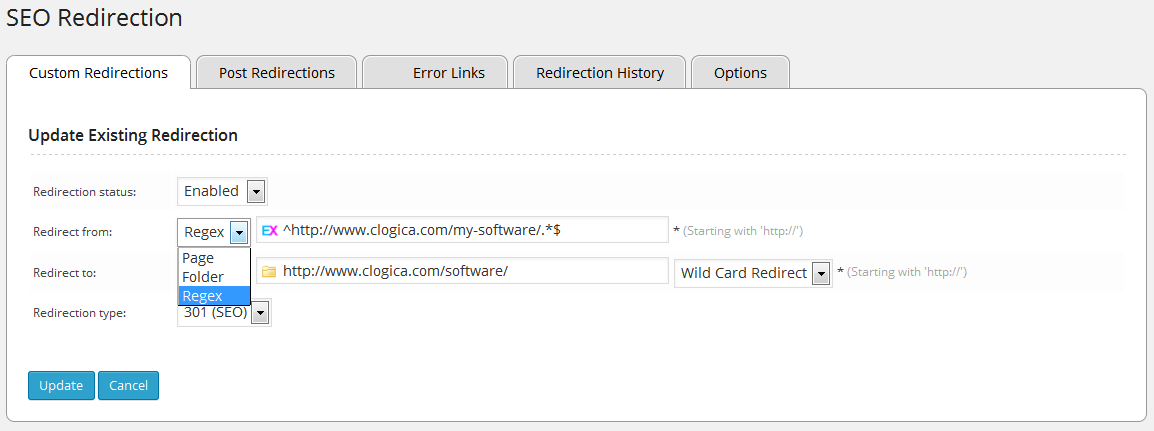 SEO Redirection
Custom Redirections Post Redirections Error Links Redirection History Options
Update Existing Redirection
Redirection status: Enabled
Redirect from: Regex EX ^http://www.clogica.com/my-software/.*$ * (Starting with 'http://')
Page
Folder
Regex
Redirect to: http://www.clogica.com/software/ Wild Card Redirect * (Starting with 'http://')
Redirection type: 301 (SEO)
Update Cancel